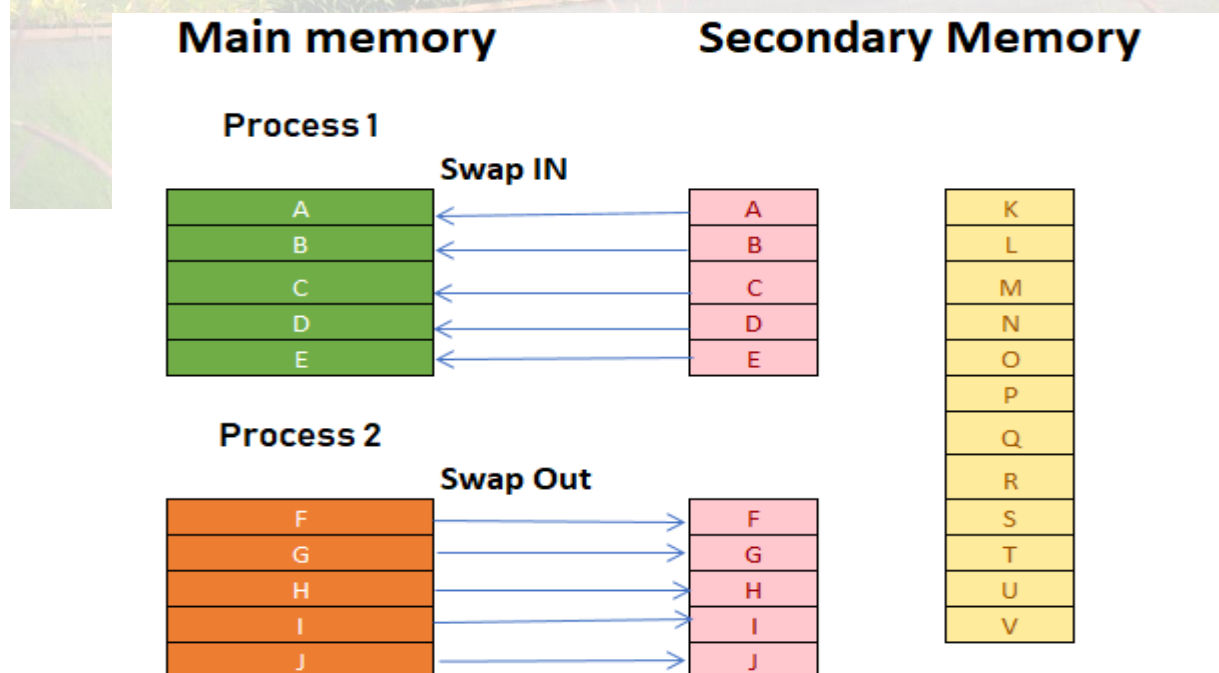 Main memory
Secondary Memory
Process 1
Swap IN
A A K
B B L
C C M
D D N
E E O
P
Process 2
Q
Swap Out
R
F F S
G G T
H H U
I I V
J J